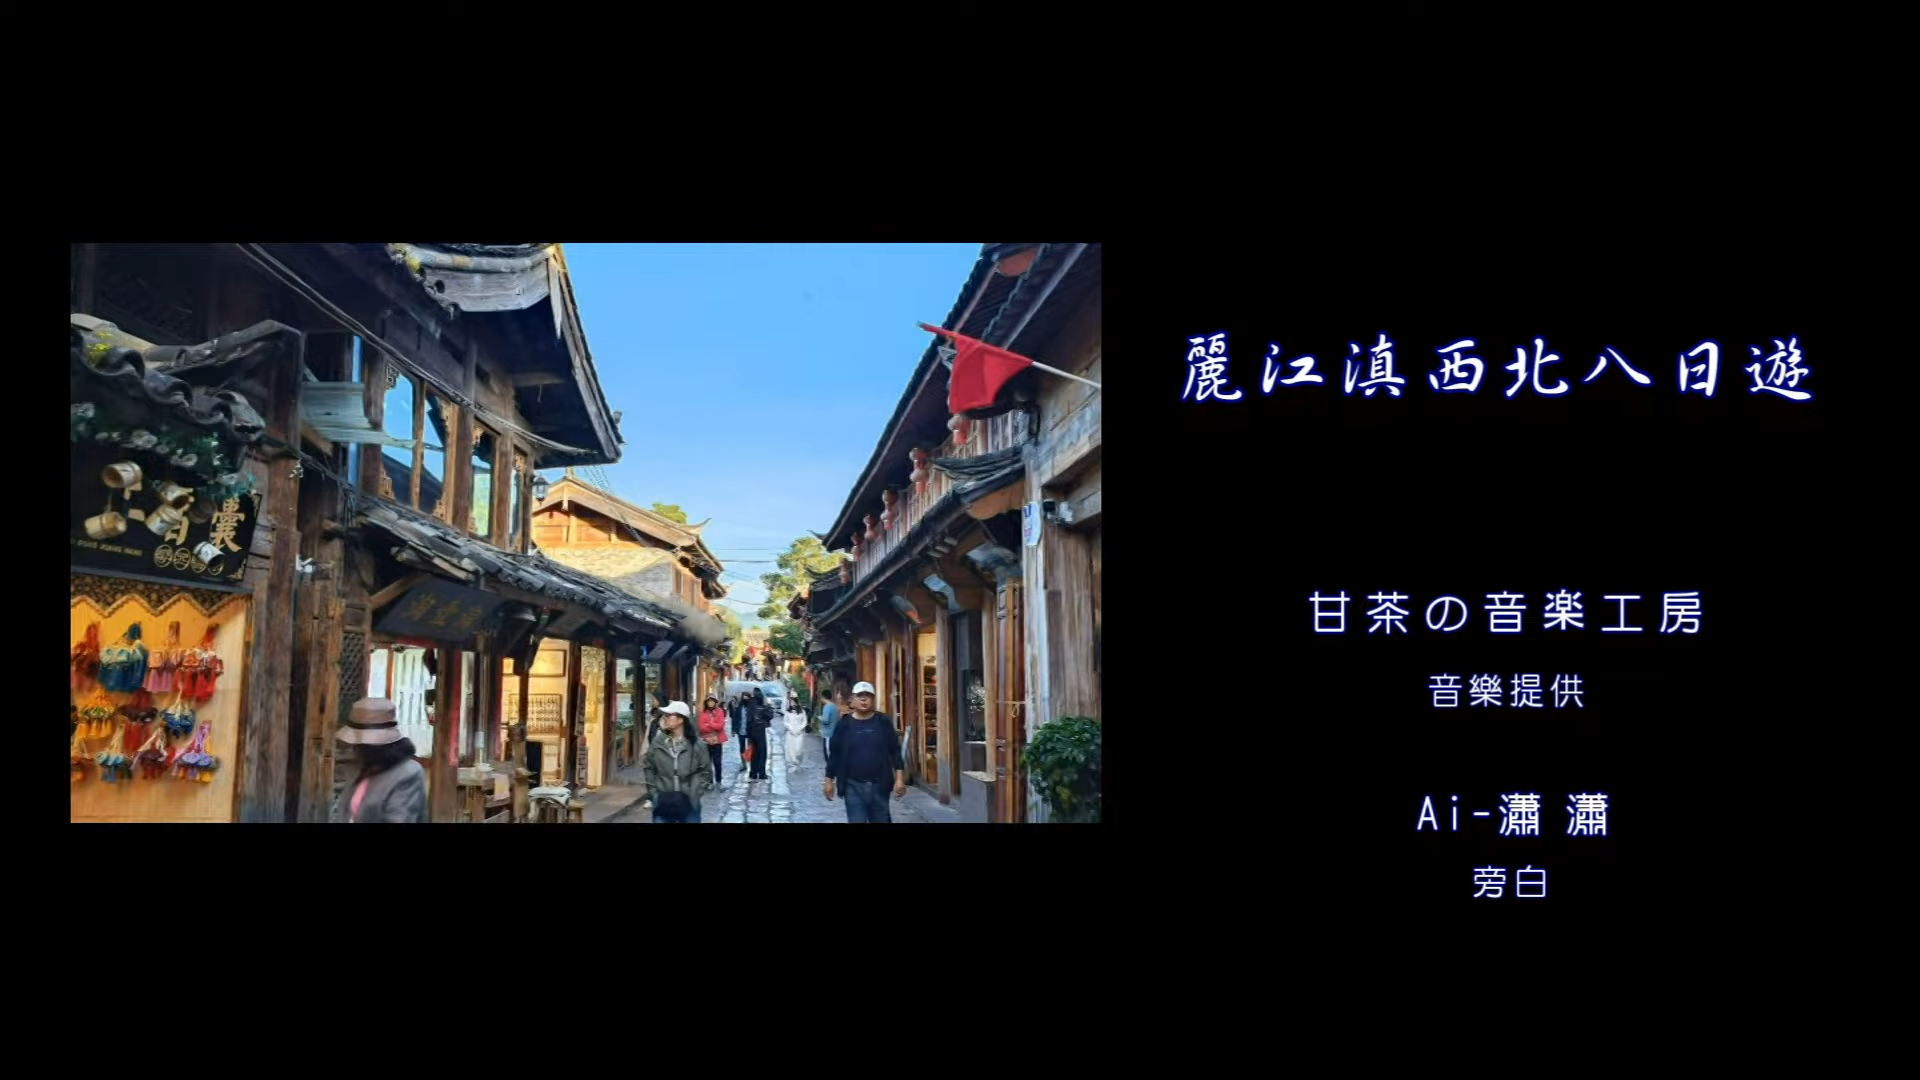 囊
麗江滇西北八日遊
甘茶の音楽工房
音樂提供
Ai-瀟 瀟
旁白